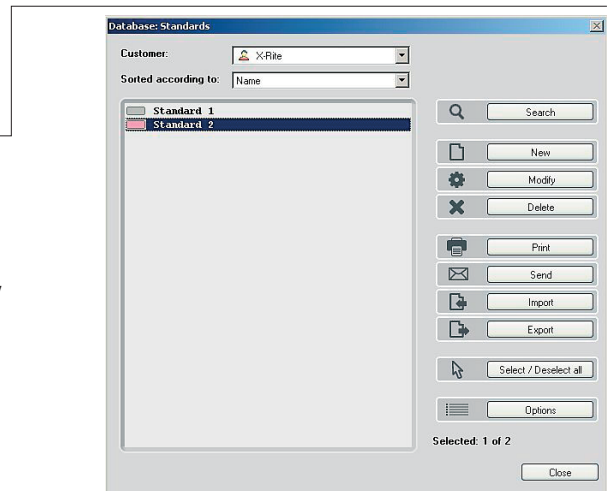 Database: Standards
Customer: X-Rite
Sorted according to: Name
Standard 1
Standard 2
Search
New
Modify
Delete
Print
Send
Import
Export
Select / Deselect all
Options
Selected: 1 of 2
Close